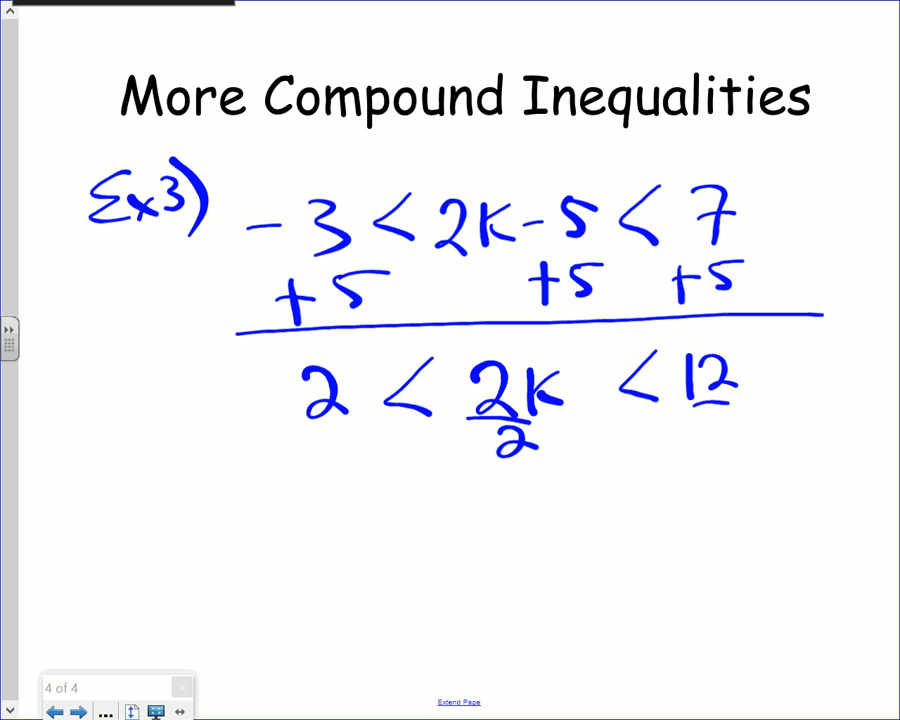 More Compound Inequalities
Ex3) -3 < 2k - 5 < 7
+5 +5 +5
2 < 2k < 12
2
4 of 4
...
Extend Page